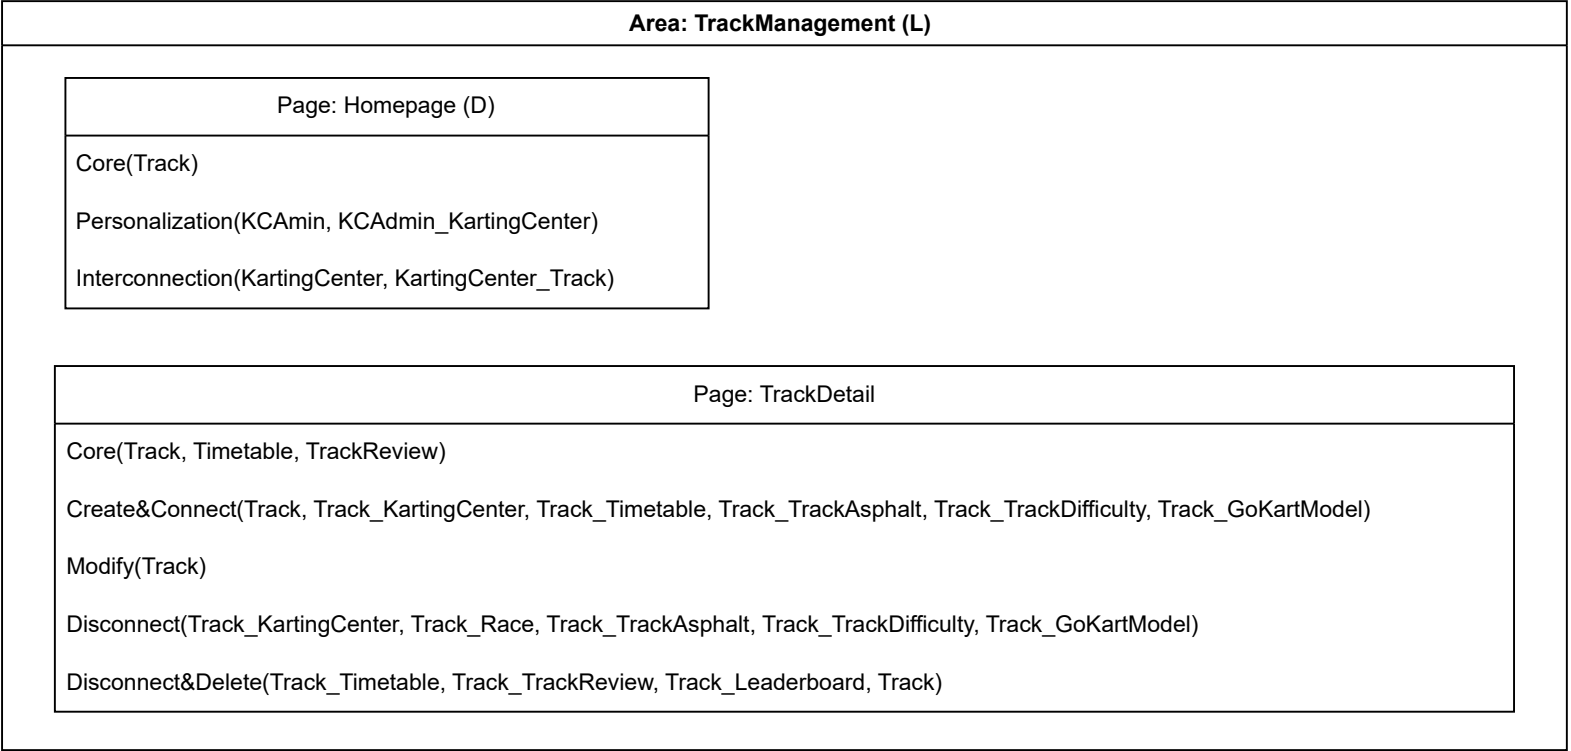 Area: TrackManagement (L)
Page: Homepage (D)
Core(Track)
Personalization(KCAmin, KCAdmin_KartingCenter)
Interconnection(KartingCenter, KartingCenter_Track)
Page: TrackDetail
Core(Track, Timetable, TrackReview)
Create&Connect(Track, Track_KartingCenter, Track_Timetable, Track_TrackAsphalt, Track_TrackDifficulty, Track_GoKartModel)
Modify(Track)
Disconnect(Track_KartingCenter, Track_Race, Track_TrackAsphalt, Track_TrackDifficulty, Track_GoKartModel)
Disconnect&Delete(Track_Timetable, Track_TrackReview, Track_Leaderboard, Track)